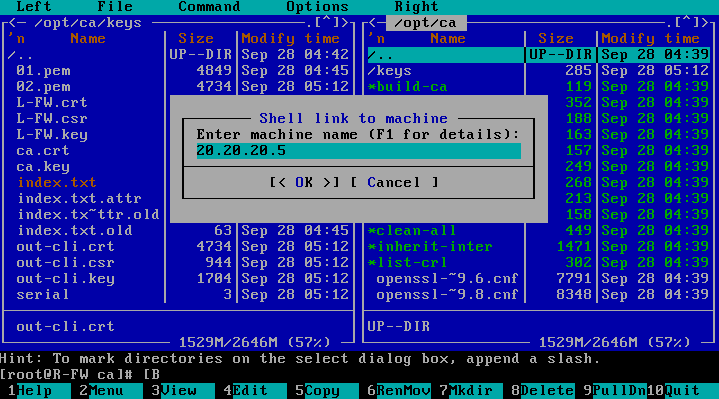 Left File Command Options Right
<─ /opt/ca/keys .[^]> <─ /opt/ca .[^]>
'n Name Size Modify time 'n Name Size Modify time
/.. UP--DIR Sep 28 04:42 /.. UP--DIR Sep 28 04:39
01.pem 4849 Sep 28 04:45 /keys 285 Sep 28 05:12
02.pem 4734 Sep 28 05:12 *build-ca 119 Sep 28 04:39
L-FW.crt 352 Sep 28 04:39
L-FW.csr Shell link to machine 188 Sep 28 04:39
L-FW.key Enter machine name (F1 for details): 163 Sep 28 04:39
ca.crt 20.20.20.5 157 Sep 28 04:39
ca.key 249 Sep 28 04:39
index.txt [< OK >] [ Cancel ] 268 Sep 28 04:39
index.txt.attr 213 Sep 28 04:39
index.tx~ttr.old 158 Sep 28 04:39
index.txt.old 63 Sep 28 04:45 *clean-all 449 Sep 28 04:39
out-cli.crt 4734 Sep 28 05:12 *inherit-inter 1471 Sep 28 04:39
out-cli.csr 944 Sep 28 05:12 *list-crl 302 Sep 28 04:39
out-cli.key 1704 Sep 28 05:12 openssl-~9.6.cnf 7791 Sep 28 04:39
serial 3 Sep 28 05:12 openssl-~9.8.cnf 8348 Sep 28 04:39
out-cli.crt UP--DIR
1529M/2646M (57%) 1529M/2646M (57%)
Hint: To mark directories on the select dialog box, append a slash.
[root@R-FW ca]# [B
1Help 2Menu 3View 4Edit 5Copy 6RenMov 7Mkdir 8Delete 9PullDn 10Quit